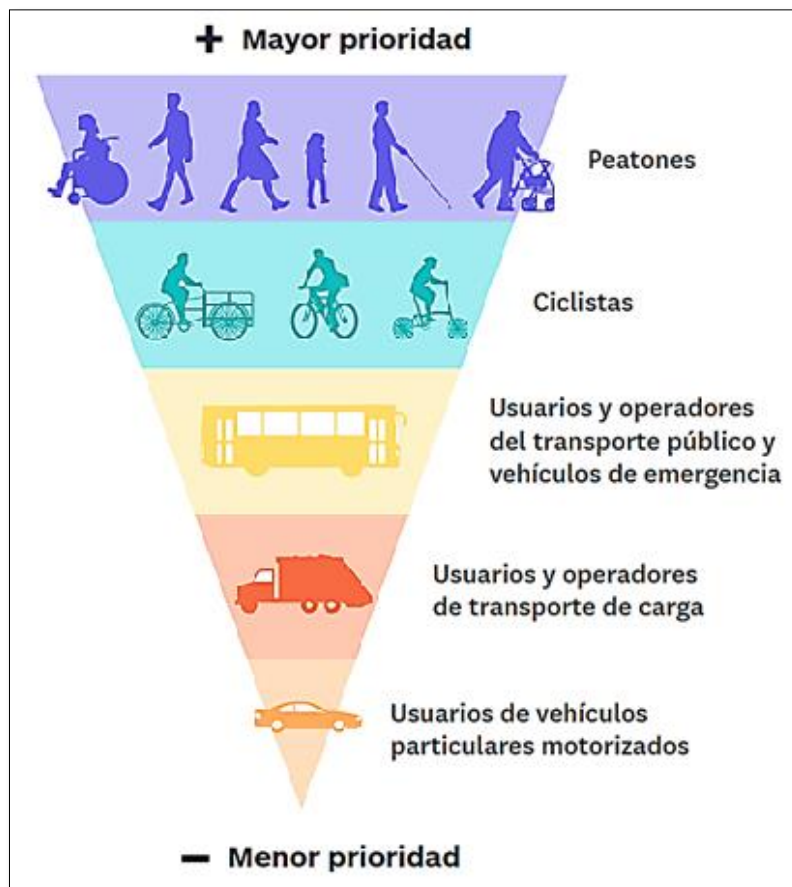 + Mayor prioridad
Peatones
Ciclistas
Usuarios y operadores
del transporte público y
vehículos de emergencia
Usuarios y operadores
de transporte de carga
Usuarios de vehículos
particulares motorizados
– Menor prioridad